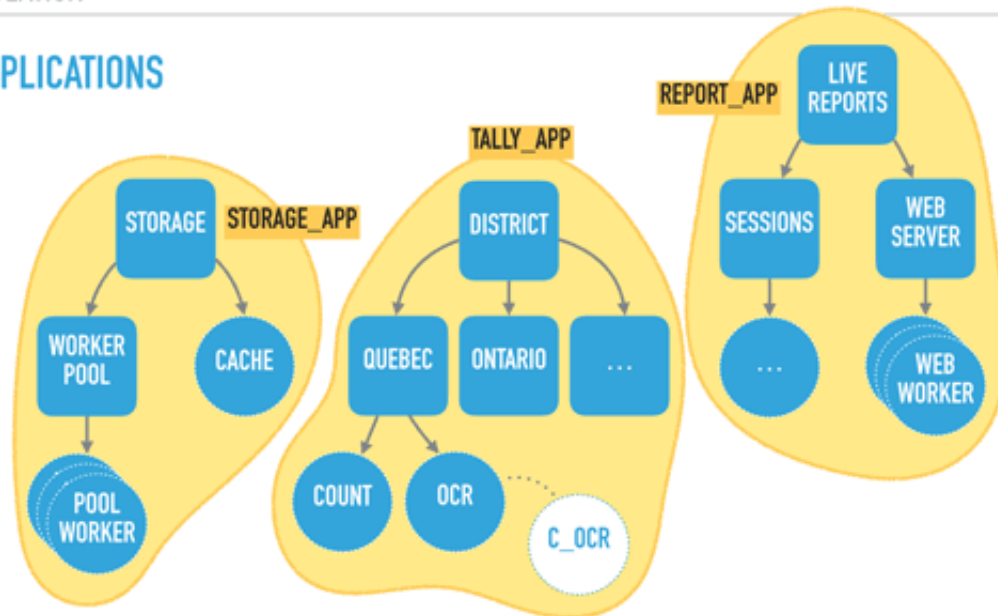 PLICATIONS
LIVE
REPORTS
REPORT_APP
TALLY_APP
STORAGE
STORAGE_APP
DISTRICT
SESSIONS
WEB
SERVER
WORKER
POOL
CACHE
QUEBEC
ONTARIO
...
...
WEB
WORKER
POOL
WORKER
COUNT
OCR
C_OCR